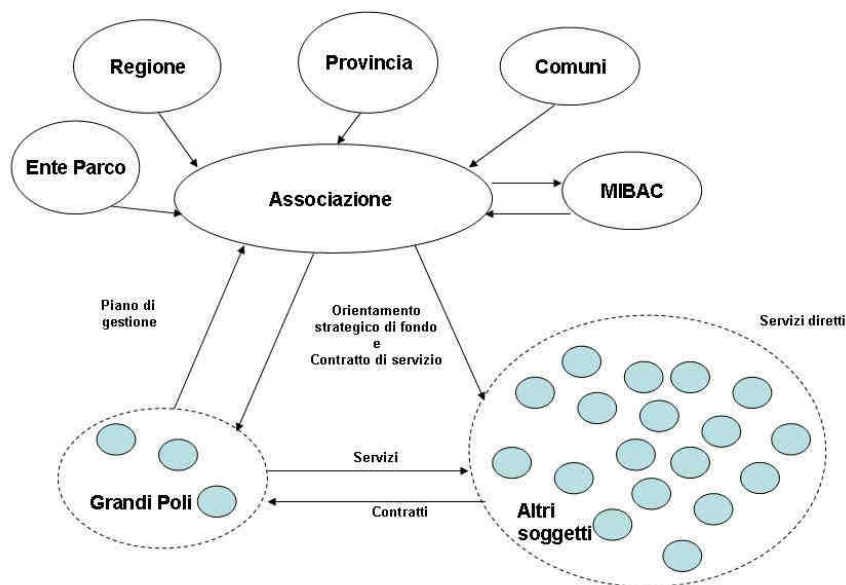 Regione
Provincia
Comuni
Ente Parco
Associazione
MIBAC
Piano di
gestione
Orientamento
strategico di fondo
e
Contratto di servizio
Servizi diretti
Grandi Poli
Servizi
Contratti
Altri
soggetti